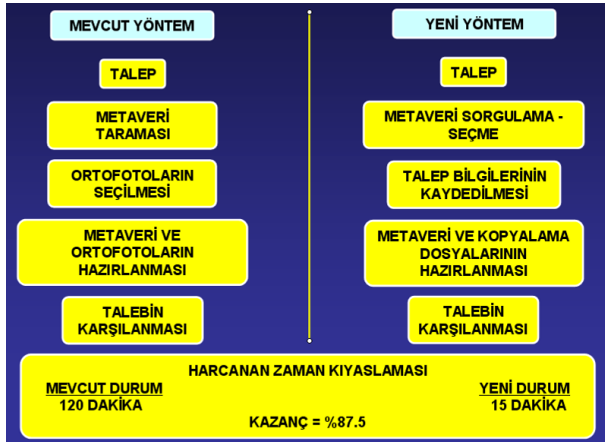 MEVCUT YÖNTEM
TALEP
METAVERİ
TARAMASI
ORTOFOTOLARIN
SEÇİLMESİ
METAVERİ VE
ORTOFOTOLARIN
HAZIRLANMASI
TALEBİN
KARŞILANMASI
YENİ YÖNTEM
TALEP
METAVERİ SORGULAMA -
SEÇME
TALEP BİLGİLERİNİN
KAYDEDİLMESİ
METAVERİ VE KOPYALAMA
DOSYALARININ
HAZIRLANMASI
TALEBİN
KARŞILANMASI
HARCANAN ZAMAN KIYASLAMASI
MEVCUT DURUM
120 DAKİKA
YENİ DURUM
15 DAKİKA
KAZANÇ = %87.5